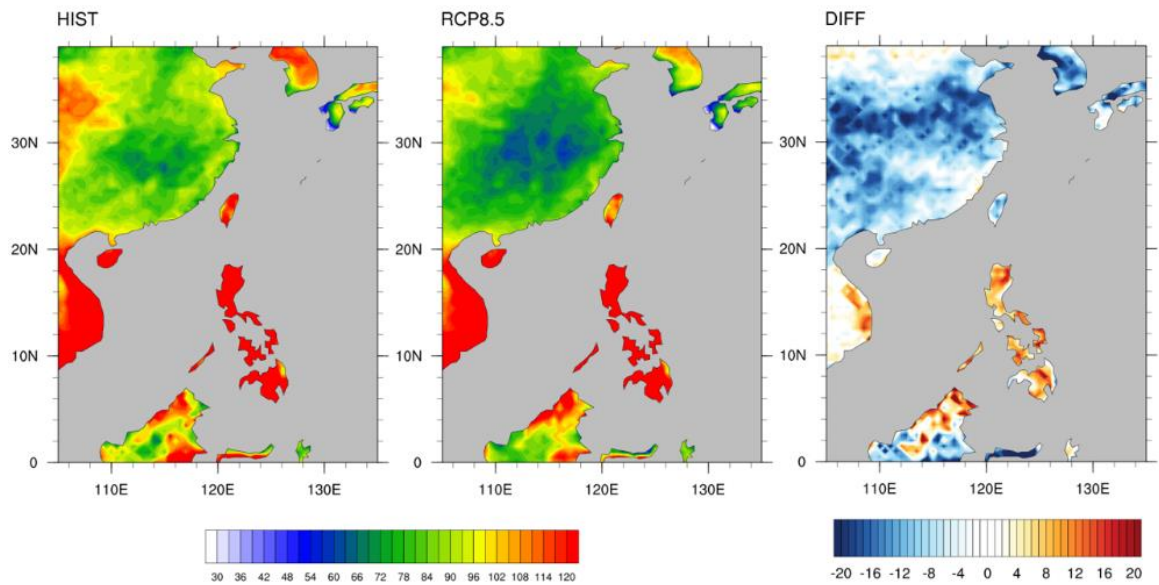 HIST RCP8.5 DIFF
30N 30N 30N
20N 20N 20N
10N 10N 10N
0 0 0
110E 120E 130E 110E 120E 130E 110E 120E 130E
30 36 42 48 54 60 66 72 78 84 90 96 102 108 114 120
-20 -16 -12 -8 -4 0 4 8 12 16 20